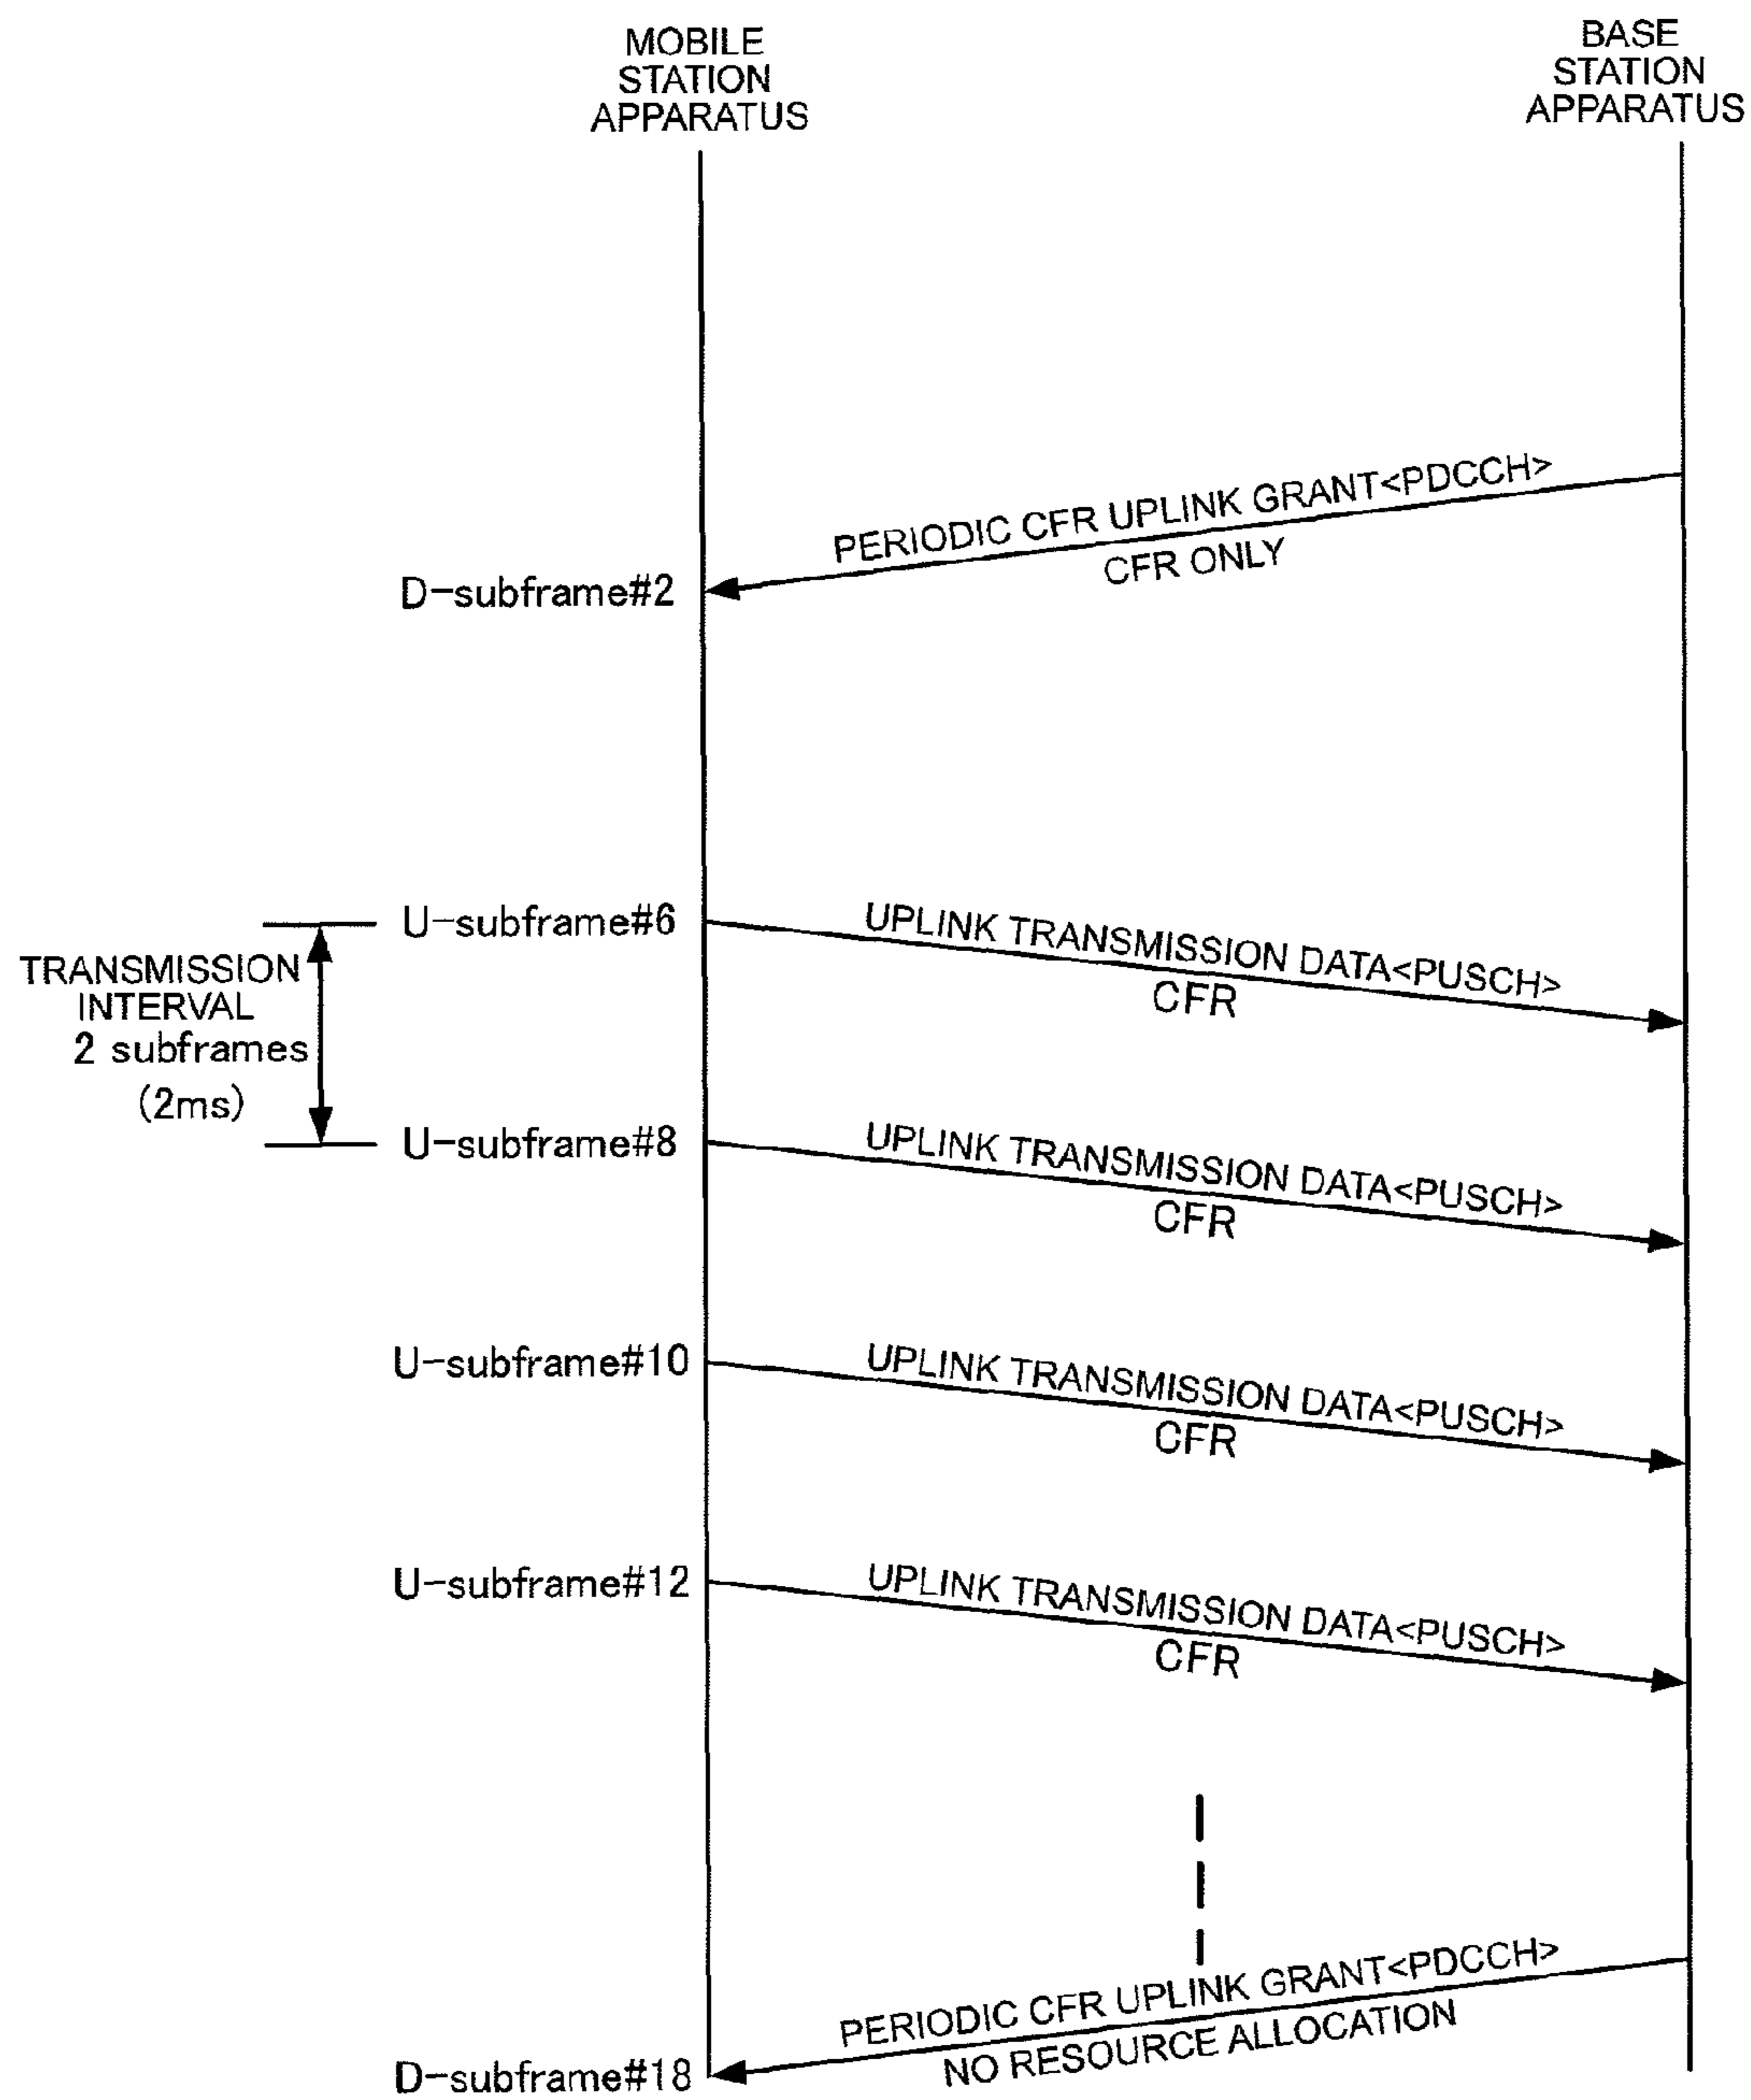 MOBILE
STATION
APPARATUS
BASE
STATION
APPARATUS
PERIODIC CFR UPLINK GRANT<PDCCH>
CFR ONLY
D-subframe#2
U-subframe#6
UPLINK TRANSMISSION DATA<PUSCH>
CFR
TRANSMISSION
INTERVAL
2 subframes
(2ms)
U-subframe#8
UPLINK TRANSMISSION DATA<PUSCH>
CFR
U-subframe#10
UPLINK TRANSMISSION DATA<PUSCH>
CFR
U-subframe#12
UPLINK TRANSMISSION DATA<PUSCH>
CFR
PERIODIC CFR UPLINK GRANT<PDCCH>
NO RESOURCE ALLOCATION
D-subframe#18